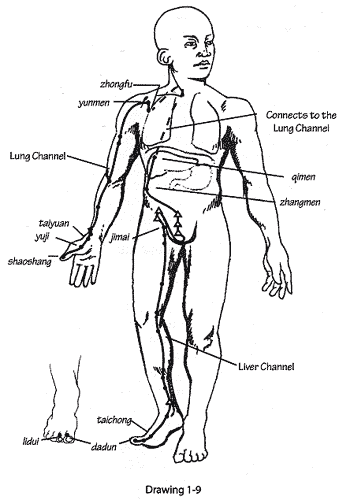 zhongfu
yunmen
Connects to the
Lung Channel
Lung Channel
qimen
zhangmen
taiyuan
yuji
jimai
shaoshang
Liver Channel
taichong
lidui
dadun
Drawing 1-9